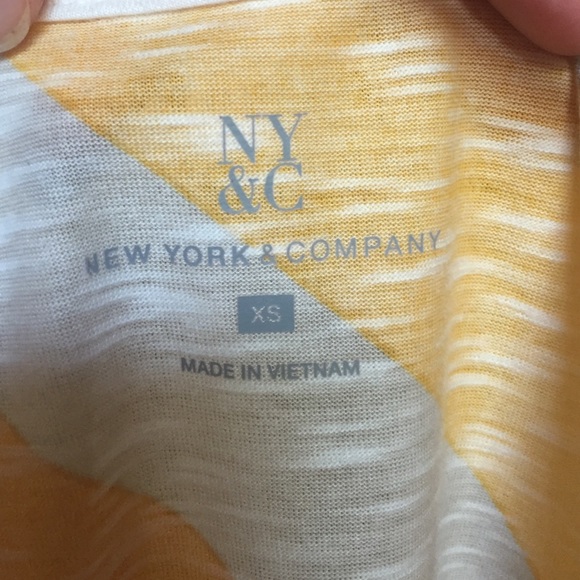 NY
&C
NEW YORK & COMPANY
XS
MADE IN VIETNAM